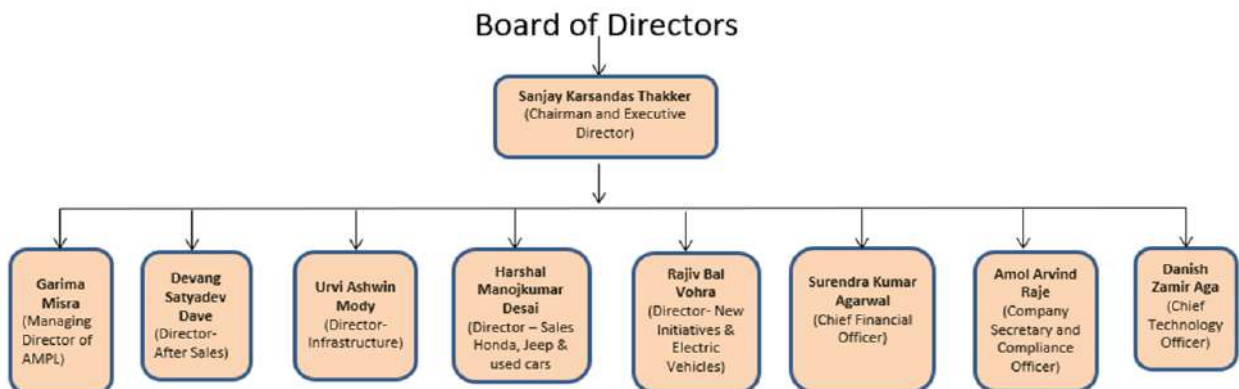 Board of Directors
Sanjay Karsandas Thakker
(Chairman and Executive
Director)
Garima
Misra
(Managing
Director of
AMPL)
Devang
Satyadev
Dave
(Director-
After Sales)
Urvi Ashwin
Mody
(Director-
Infrastructure)
Harshal
Manojkumar
Desai
(Director – Sales
Honda, Jeep &
used cars
Rajiv Bal
Vohra
(Director- New
Initiatives &
Electric
Vehicles)
Surendra Kumar
Agarwal
(Chief Financial
Officer)
Amol Arvind
Raje
(Company
Secretary and
Compliance
Officer)
Danish
Zamir Aga
(Chief
Technology
Officer)